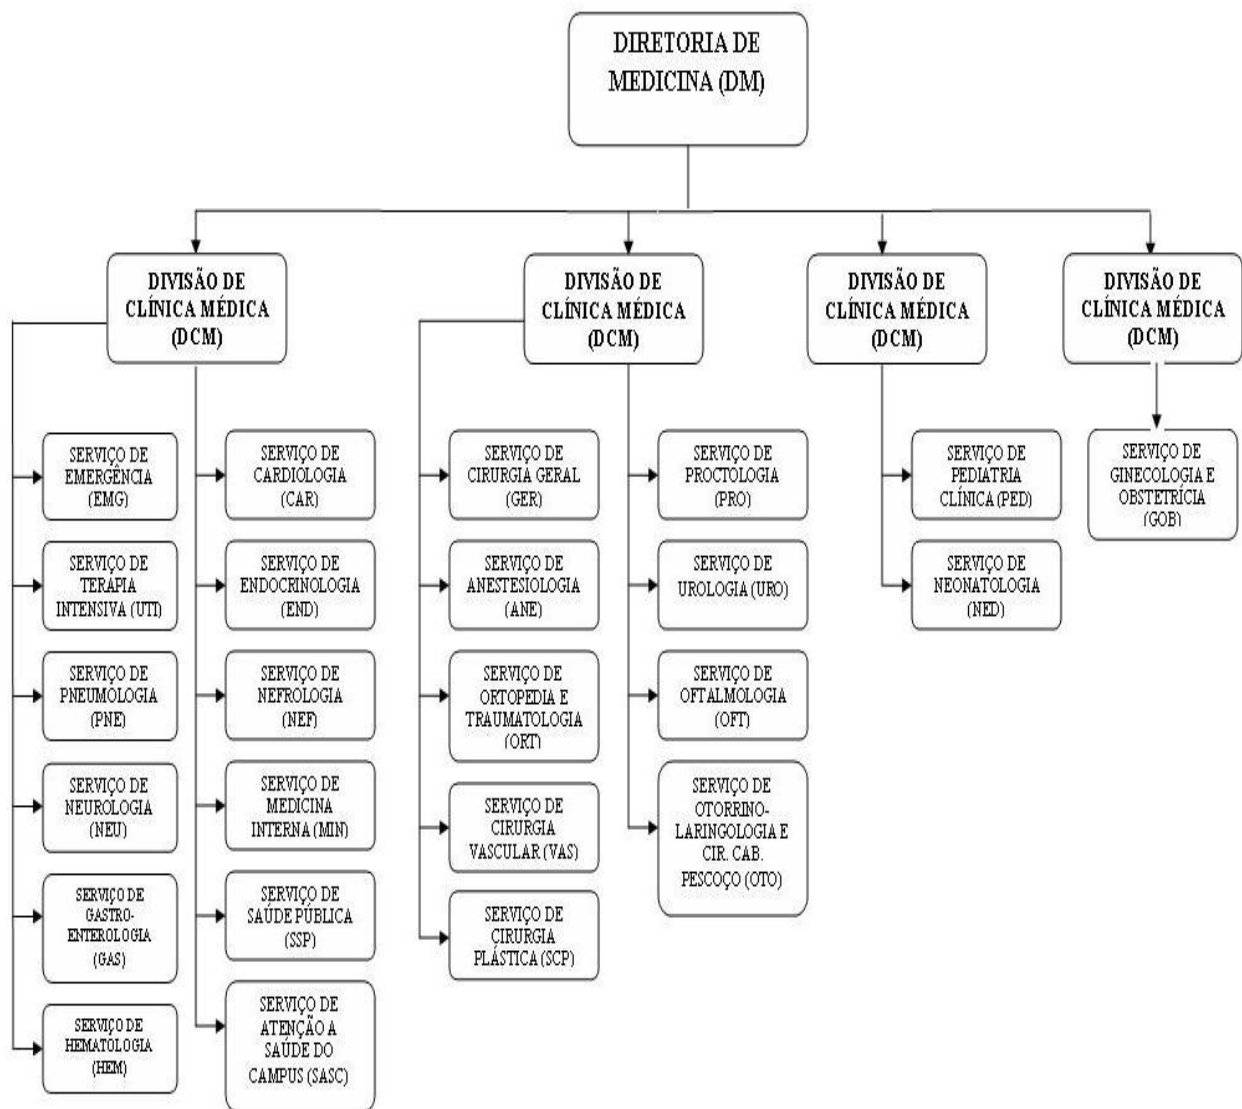 DIRETORIA DE
MEDICINA (DM)
DIVISÃO DE
CLÍNICA MÉDICA
(DCM)
DIVISÃO DE
CLÍNICA MÉDICA
(DCM)
DIVISÃO DE
CLÍNICA MÉDICA
(DCM)
DIVISÃO DE
CLÍNICA MÉDICA
(DCM)
SERVIÇO DE
EMERGÊNCIA
(EMG)
SERVIÇO DE
TERAPIA
INTENSIVA (UTI)
SERVIÇO DE
PNEUMOLOGIA
(PNE)
SERVIÇO DE
NEUROLOGIA
(NEU)
SERVIÇO DE
GASTRO-
ENTEROLOGIA
(GAS)
SERVIÇO DE
HEMATOLOGIA
(HEM)
SERVIÇO DE
CARDIOLOGIA
(CAR)
SERVIÇO DE
ENDOCRINOLOGIA
(END)
SERVIÇO DE
NEFROLOGIA
(NEF)
SERVIÇO DE
MEDICINA
INTERNA (MIN)
SERVIÇO DE
SAÚDE PÚBLICA
(SSP)
SERVIÇO DE
ATENÇÃO A
SAÚDE DO
CAMPUS (SASC)
SERVIÇO DE
CIRURGIA GERAL
(GER)
SERVIÇO DE
ANESTESIOLOGIA
(ANE)
SERVIÇO DE
ORTOPEDIA E
TRAUMATOLOGIA
(ORT)
SERVIÇO DE
CIRURGIA
VASCULAR (VAS)
SERVIÇO DE
CIRURGIA
PLÁSTICA (SCP)
SERVIÇO DE
PROCTOLOGIA
(PRO)
SERVIÇO DE
UROLOGIA (URO)
SERVIÇO DE
OFTALMOLOGIA
(OFT)
SERVIÇO DE
OTORRINO-
LARINGOLOGIA E
CIR. CAB.
PESCOÇO (OTO)
SERVIÇO DE
PEDIATRIA
CLÍNICA (PED)
SERVIÇO DE
NEONATOLOGIA
(NED)
SERVIÇO DE
GINECOLOGIA E
OBSTETRÍCIA
(GOB)